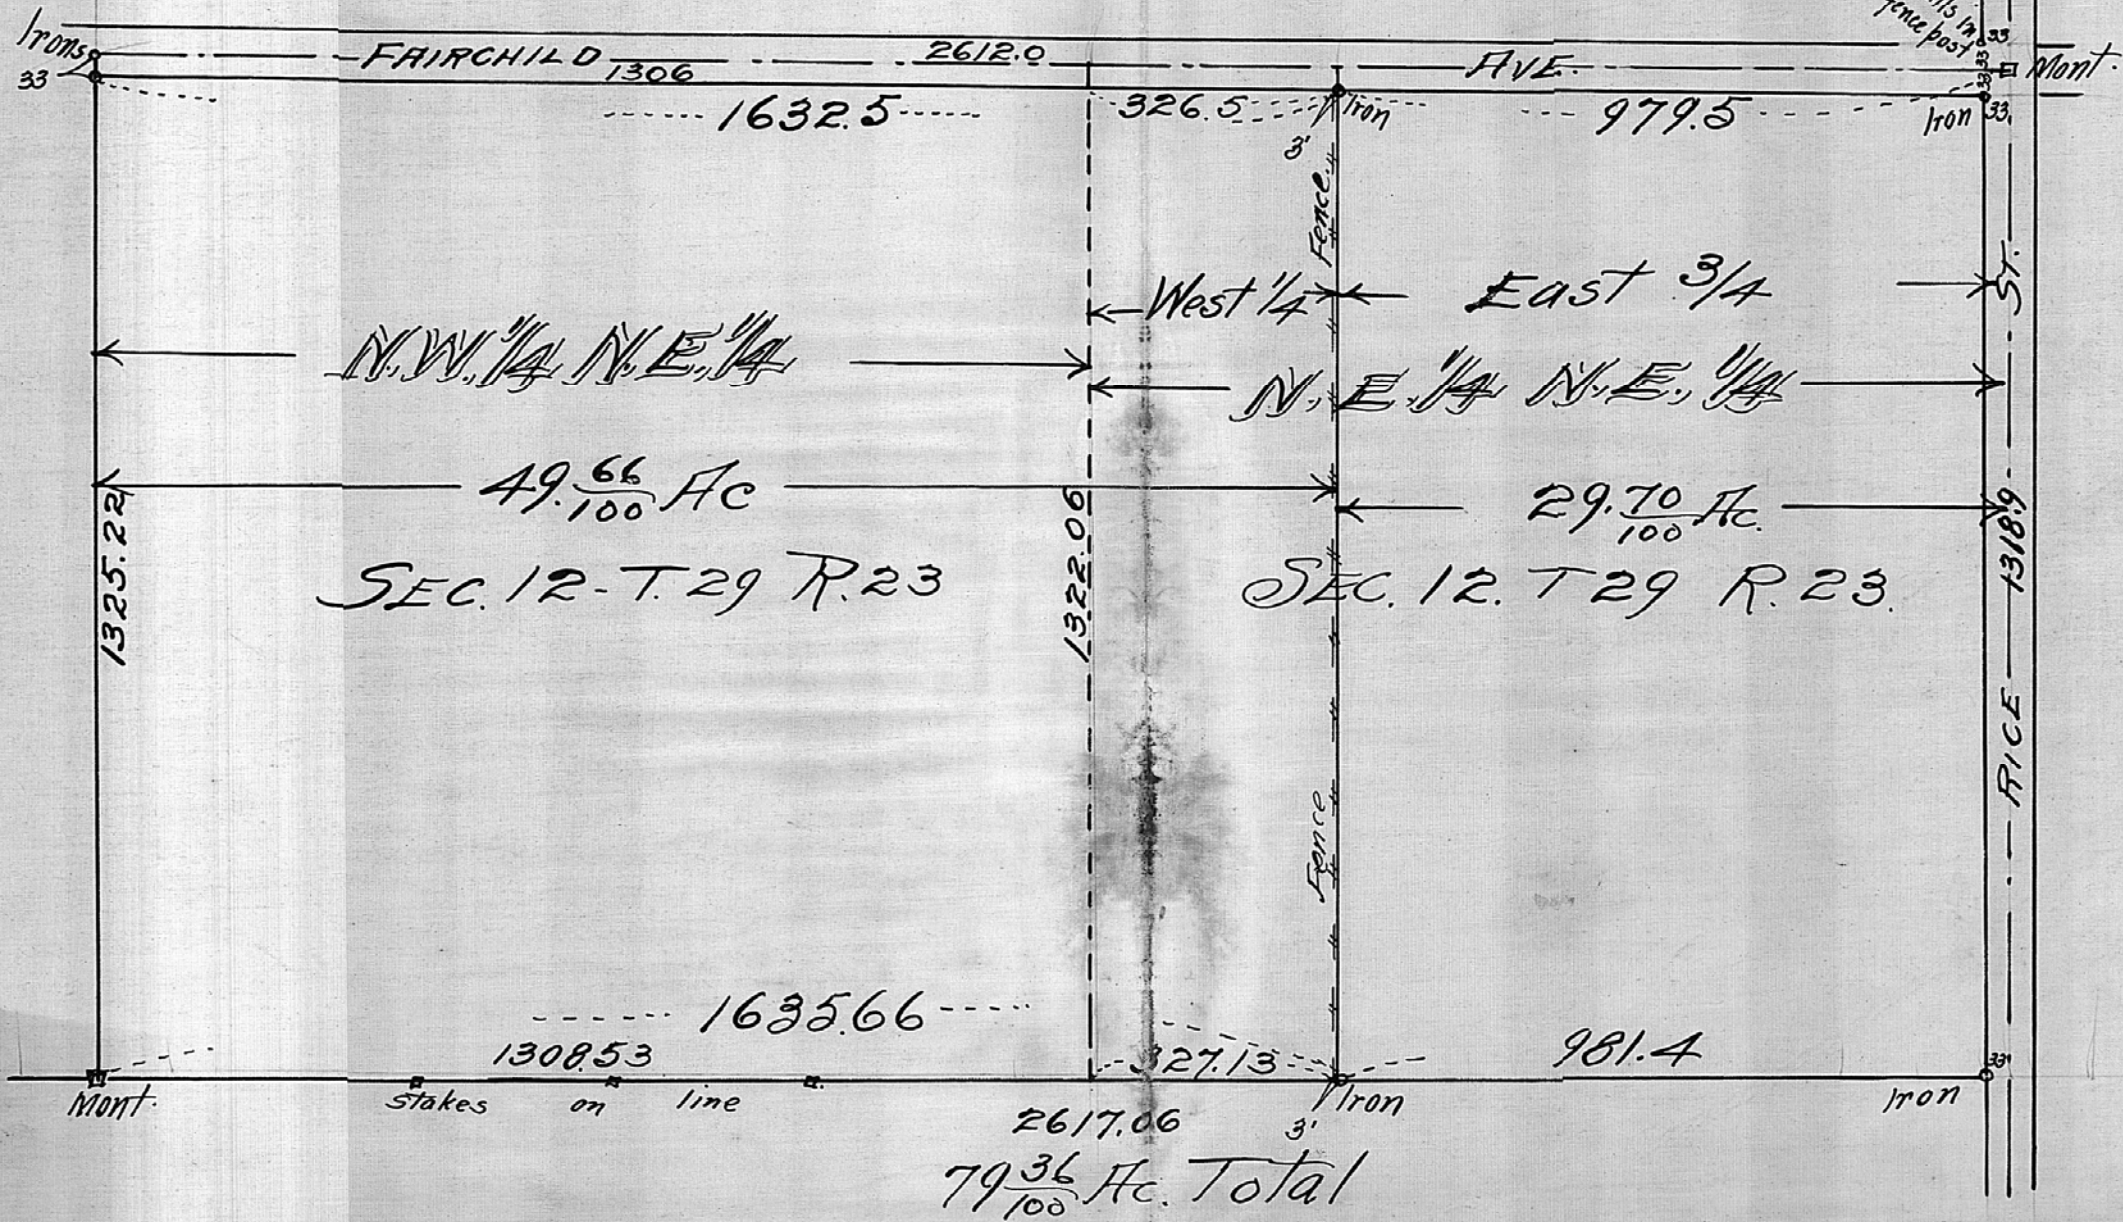 Irons
33
FAIRCHILD 2612.0 AVE.
1306
fence post
33
33
33
Mont.
1632.5 326.5 Iron 979.5 Iron 33
3'
Fence
West 1/4 East 3/4
St.
N.W. 1/4 N.E. 1/4
N.E. 1/4 N.E. 1/4
49. 66/100 Ac
29. 70/100 Ac.
1325.22
1322.06
1318.9
SEC. 12 - T. 29 R. 23
SEC. 12. T 29 R. 23.
RICE
Fence
1635.66
1308.53 327.13 981.4 33'
Mont. Stakes on line Iron Iron
2617.06 3'
79 36/100 Ac. Total